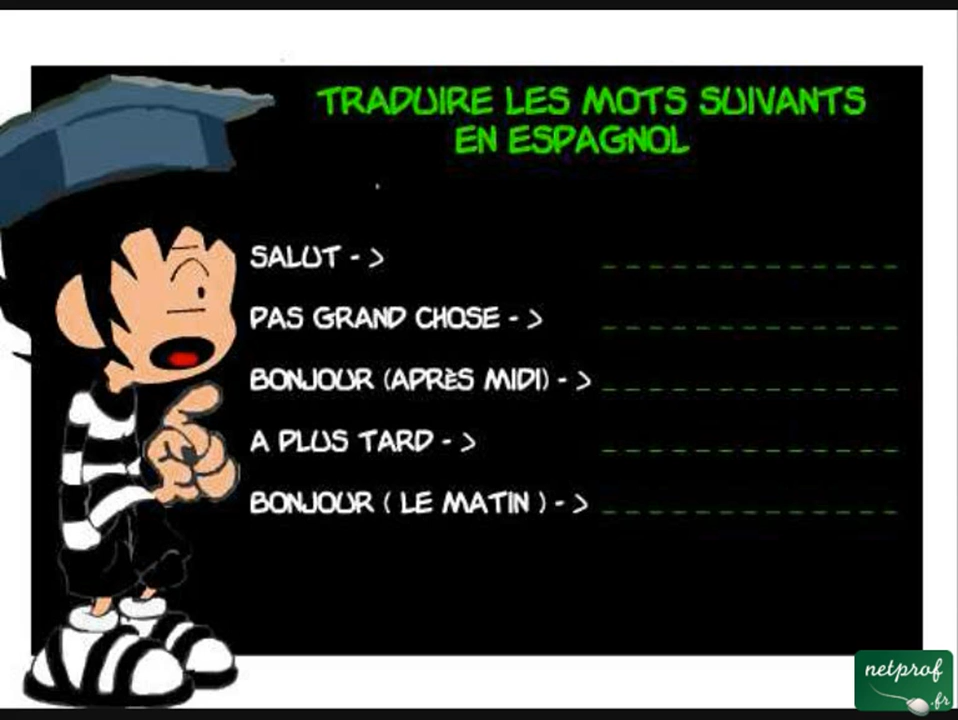 TRADUIRE LES MOTS SUIVANTS
EN ESPAGNOL
SALUT - > _ _ _ _ _ _ _ _ _ _ _ _ _
PAS GRAND CHOSE - > _ _ _ _ _ _ _ _ _ _ _ _ _
BONJOUR (APRÈS MIDI) - > _ _ _ _ _ _ _ _ _ _ _ _ _
A PLUS TARD - > _ _ _ _ _ _ _ _ _ _ _ _ _
BONJOUR ( LE MATIN ) - > _ _ _ _ _ _ _ _ _ _ _ _ _
netprof
.fr